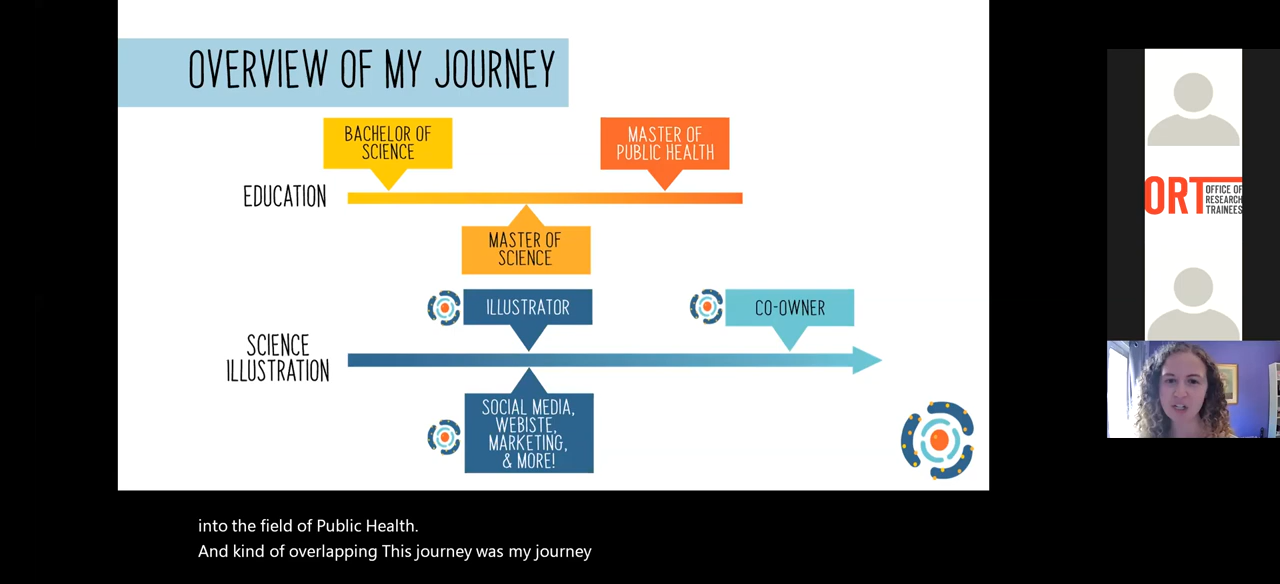 OVERVIEW OF MY JOURNEY
BACHELOR OF
SCIENCE
MASTER OF
PUBLIC HEALTH
EDUCATION
MASTER OF
SCIENCE
ILLUSTRATOR
CO-OWNER
SCIENCE
ILLUSTRATION
SOCIAL MEDIA,
WEBISTE,
MARKETING,
& MORE!
ORT
OFFICE OF
RESEARCH
TRAINEES
into the field of Public Health.
And kind of overlapping This journey was my journey